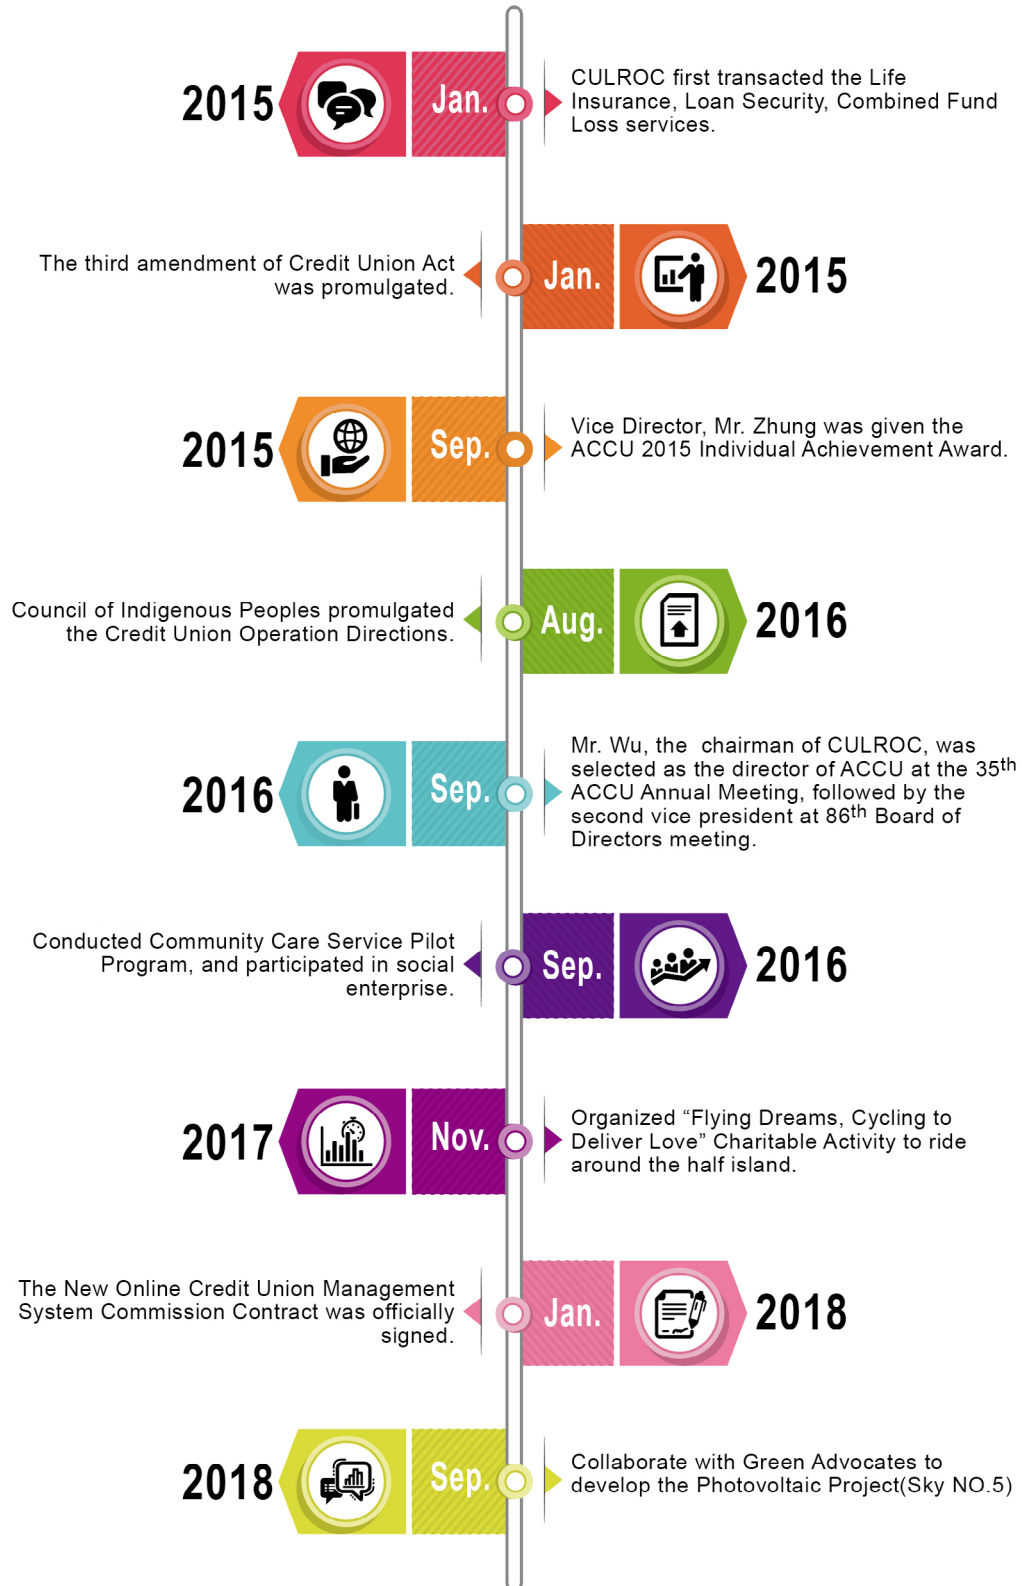 2015
Jan.
CULROC first transacted the Life
Insurance, Loan Security, Combined Fund
Loss services.
The third amendment of Credit Union Act
was promulgated.
Jan.
2015
2015
Sep.
Vice Director, Mr. Zhung was given the
ACCU 2015 Individual Achievement Award.
Council of Indigenous Peoples promulgated
the Credit Union Operation Directions.
Aug.
2016
2016
Sep.
Mr. Wu, the  chairman of CULROC, was
selected as the director of ACCU at the 35th
ACCU Annual Meeting, followed by the
second vice president at 86th Board of
Directors meeting.
Conducted Community Care Service Pilot
Program, and participated in social
enterprise.
Sep.
2016
2017
Nov.
Organized “Flying Dreams, Cycling to
Deliver Love” Charitable Activity to ride
around the half island.
The New Online Credit Union Management
System Commission Contract was officially
signed.
Jan.
2018
2018
Sep.
Collaborate with Green Advocates to
develop the Photovoltaic Project(Sky NO.5)